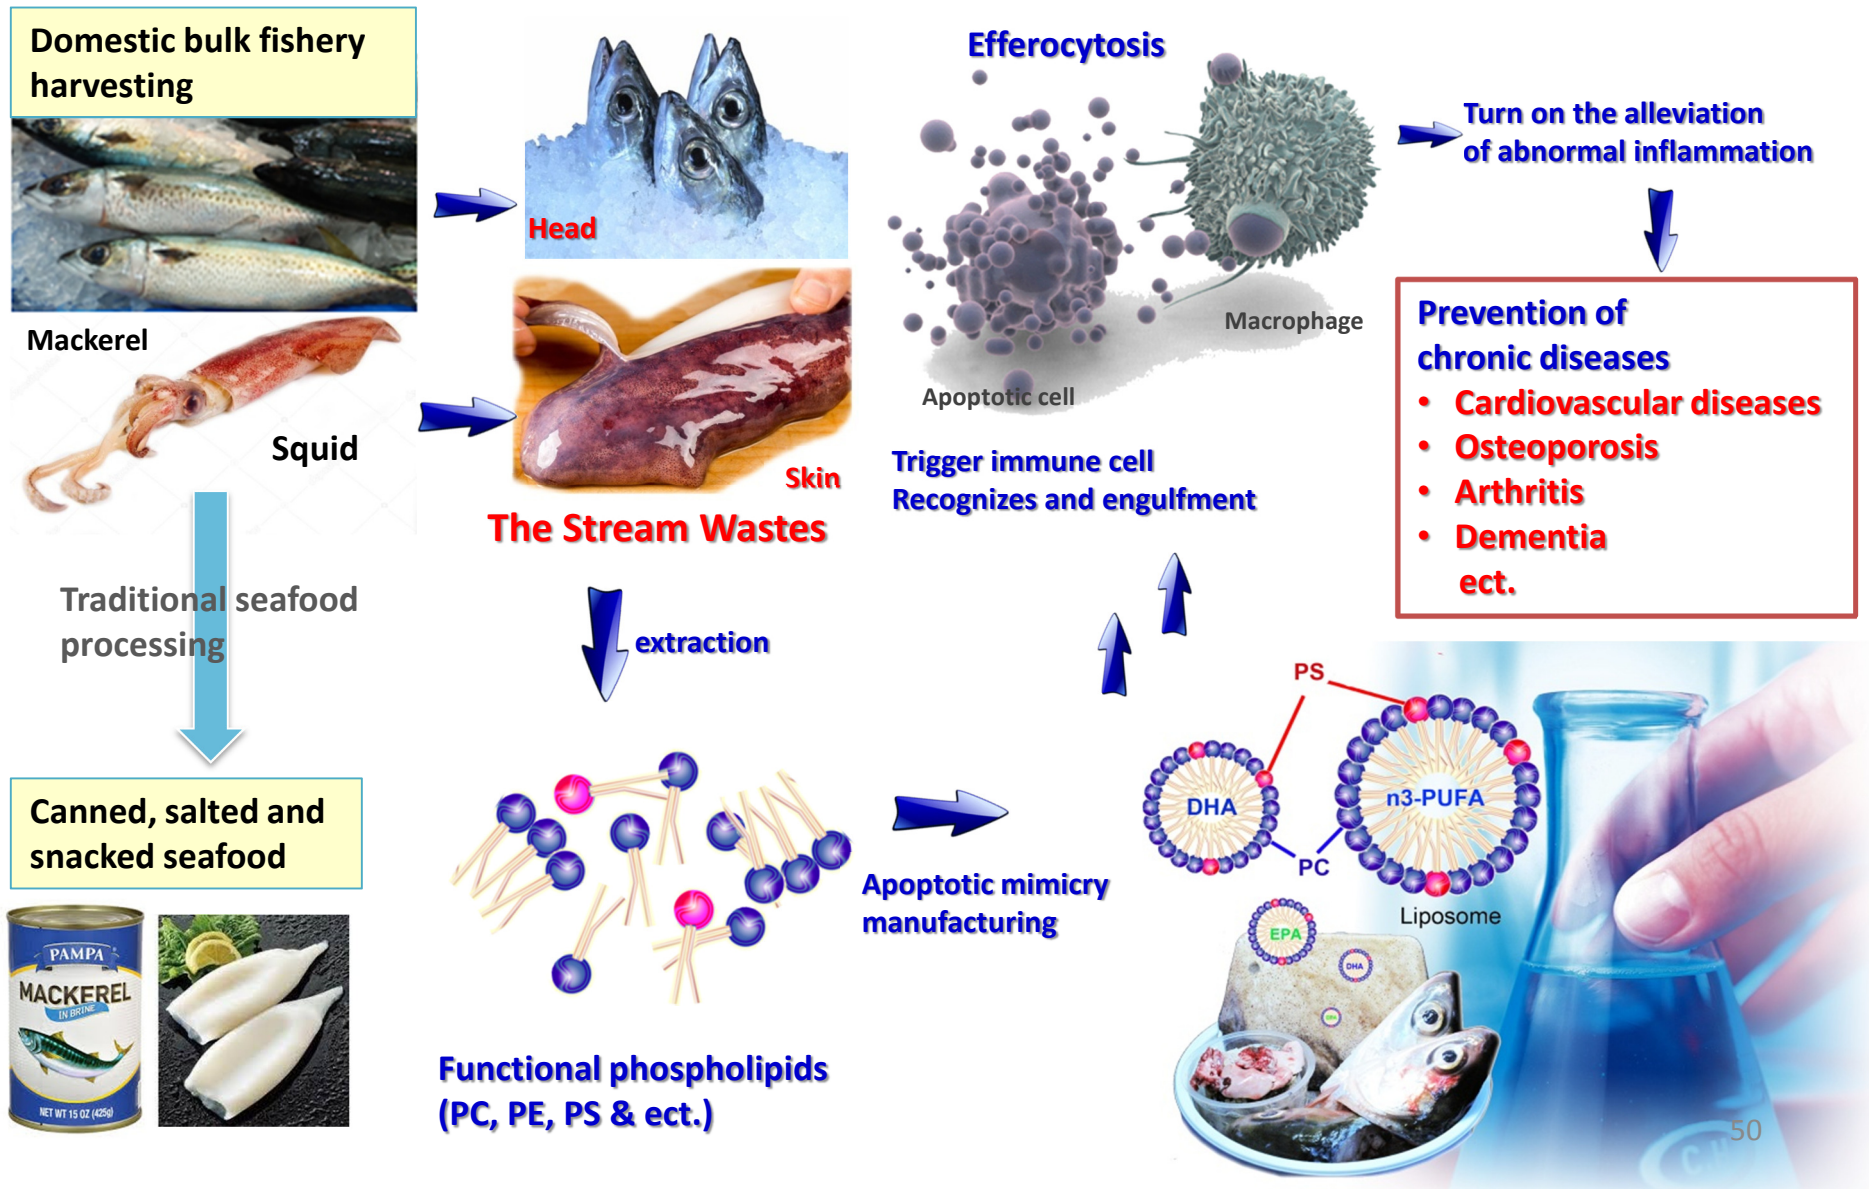 Domestic bulk fishery
harvesting
Mackerel
Squid
Traditional seafood
processing
Canned, salted and
snacked seafood
PAMPA
MACKEREL
IN BRINE
NET WT 15 OZ (425g)
Head
Skin
The Stream Wastes
extraction
Functional phospholipids
(PC, PE, PS & ect.)
Apoptotic mimicry
manufacturing
Efferocytosis
Macrophage
Apoptotic cell
Trigger immune cell
Recognizes and engulfment
Turn on the alleviation
of abnormal inflammation
Prevention of
chronic diseases
• Cardiovascular diseases
• Osteoporosis
• Arthritis
• Dementia
ect.
PS
DHA
n3-PUFA
PC
Liposome
EPA
DHA
50